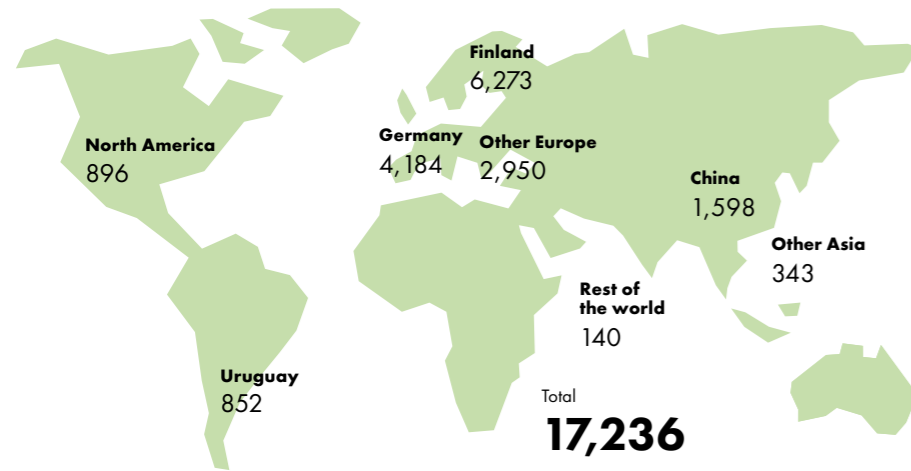 Finland
6,273
North America
896
Germany
4,184
Other Europe
2,950
China
1,598
Other Asia
343
Rest of
the world
140
Uruguay
852
Total
17,236